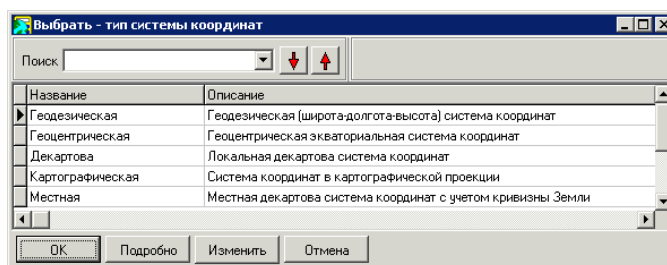 Выбрать - тип системы координат
Поиск
Название Описание
Геодезическая Геодезическая (широта-долгота-высота) система координат
Геоцентрическая Геоцентрическая экваториальная система координат
Декартова Локальная декартова система координат
Картографическая Система координат в картографической проекции
Местная Местная декартова система координат с учетом кривизны Земли
OK Подробно Изменить Отмена